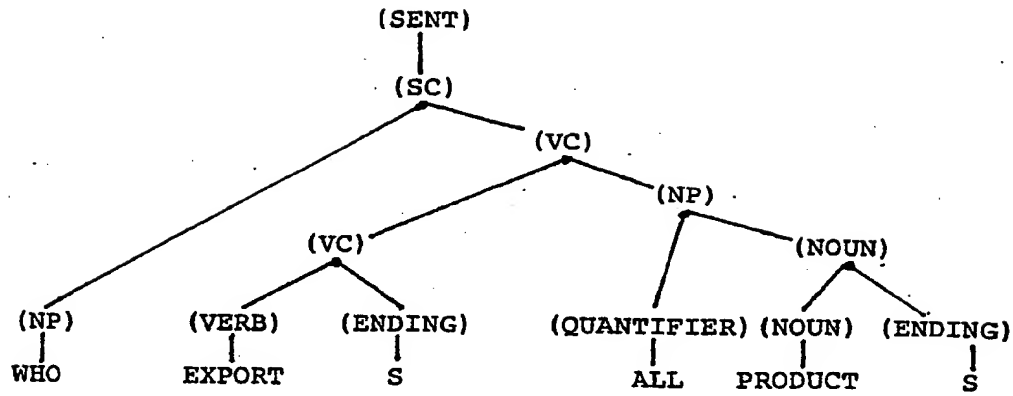 (SENT)
(SC)
(VC)
(NP)
(VC) (NOUN)
(NP) (VERB) (ENDING) (QUANTIFIER) (NOUN) (ENDING)
WHO EXPORT S ALL PRODUCT S